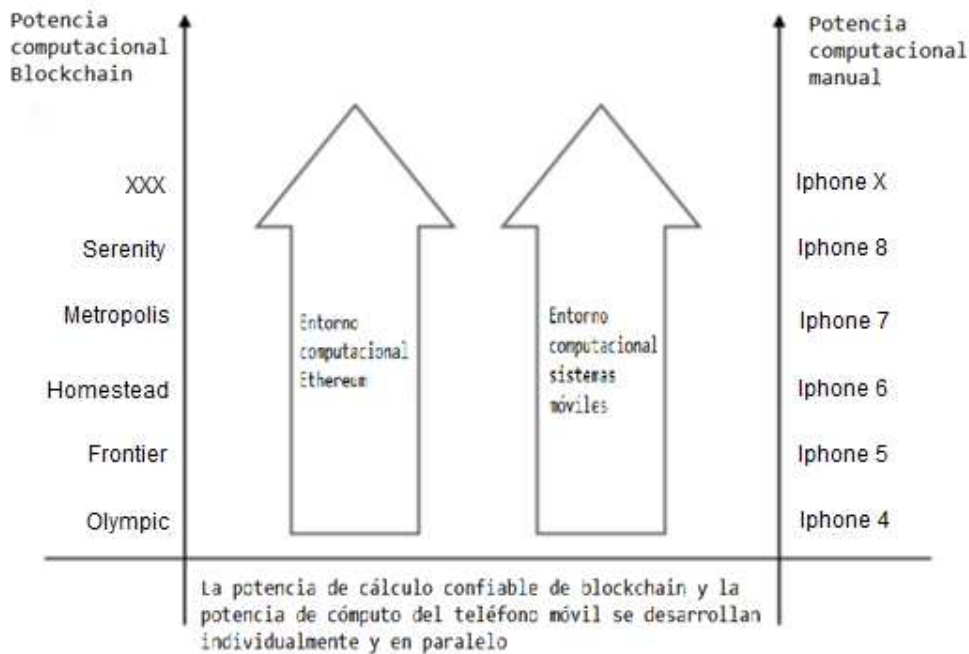 Potencia
computacional
Blockchain
Potencia
computacional
manual
XXX
Serenity
Metropolis
Homestead
Frontier
Olympic
Entorno
computacional
Ethereum
Entorno
computacional
sistemas
móviles
Iphone X
Iphone 8
Iphone 7
Iphone 6
Iphone 5
Iphone 4
La potencia de cálculo confiable de blockchain y la
potencia de cómputo del teléfono móvil se desarrollan
individualmente y en paralelo